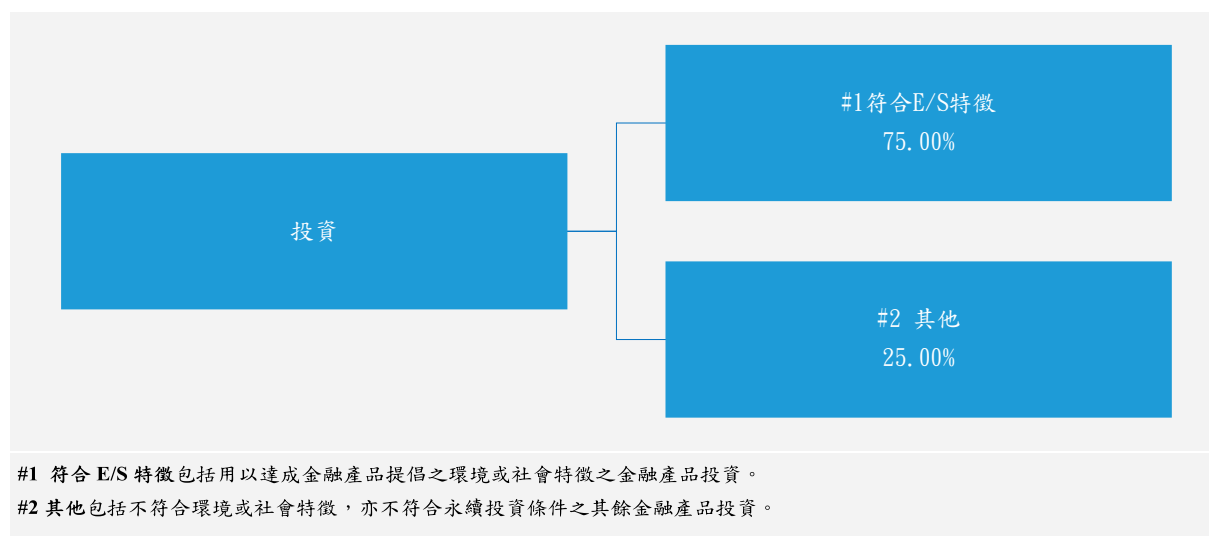 投資
#1符合E/S特徵
75.00%
#2 其他
25.00%
#1 符合 E/S 特徵包括用以達成金融產品提倡之環境或社會特徵之金融產品投資。
#2 其他包括不符合環境或社會特徵，亦不符合永續投資條件之其餘金融產品投資。